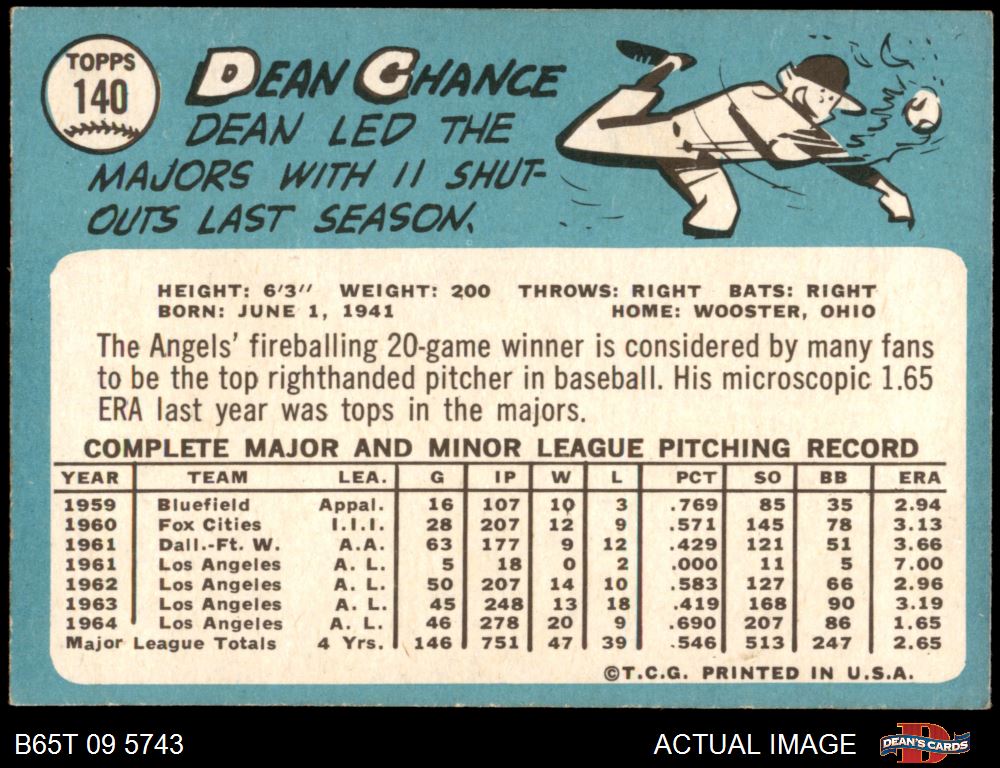 TOPPS
140
DEAN CHANCE
DEAN LED THE
MAJORS WITH 11 SHUT-
OUTS LAST SEASON.
HEIGHT: 6'3" WEIGHT: 200 THROWS: RIGHT BATS: RIGHT
BORN: JUNE 1, 1941 HOME: WOOSTER, OHIO
The Angels' fireballing 20-game winner is considered by many fans
to be the top righthanded pitcher in baseball. His microscopic 1.65
ERA last year was tops in the majors.
COMPLETE MAJOR AND MINOR LEAGUE PITCHING RECORD
YEAR TEAM LEA. G IP W L PCT SO BB ERA
1959 Bluefield Appal. 16 107 10 3 .769 85 35 2.94
1960 Fox Cities I.I.I. 28 207 12 9 .571 145 78 3.13
1961 Dall.-Ft. W. A.A. 63 177 9 12 .429 121 51 3.66
1961 Los Angeles A. L. 5 18 0 2 .000 11 5 7.00
1962 Los Angeles A. L. 50 207 14 10 .583 127 66 2.96
1963 Los Angeles A. L. 45 248 13 18 .419 168 90 3.19
1964 Los Angeles A. L. 46 278 20 9 .690 207 86 1.65
Major League Totals 4 Yrs. 146 751 47 39 .546 513 247 2.65
©T.C.G. PRINTED IN U.S.A.
B65T 09 5743 ACTUAL IMAGE DEAN'S CARDS